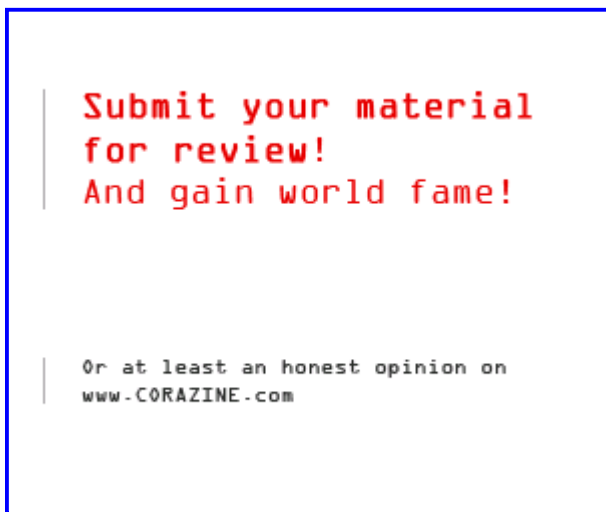 Submit your material
for review!
And gain world fame!
Or at least an honest opinion on
www.CORAZINE.com